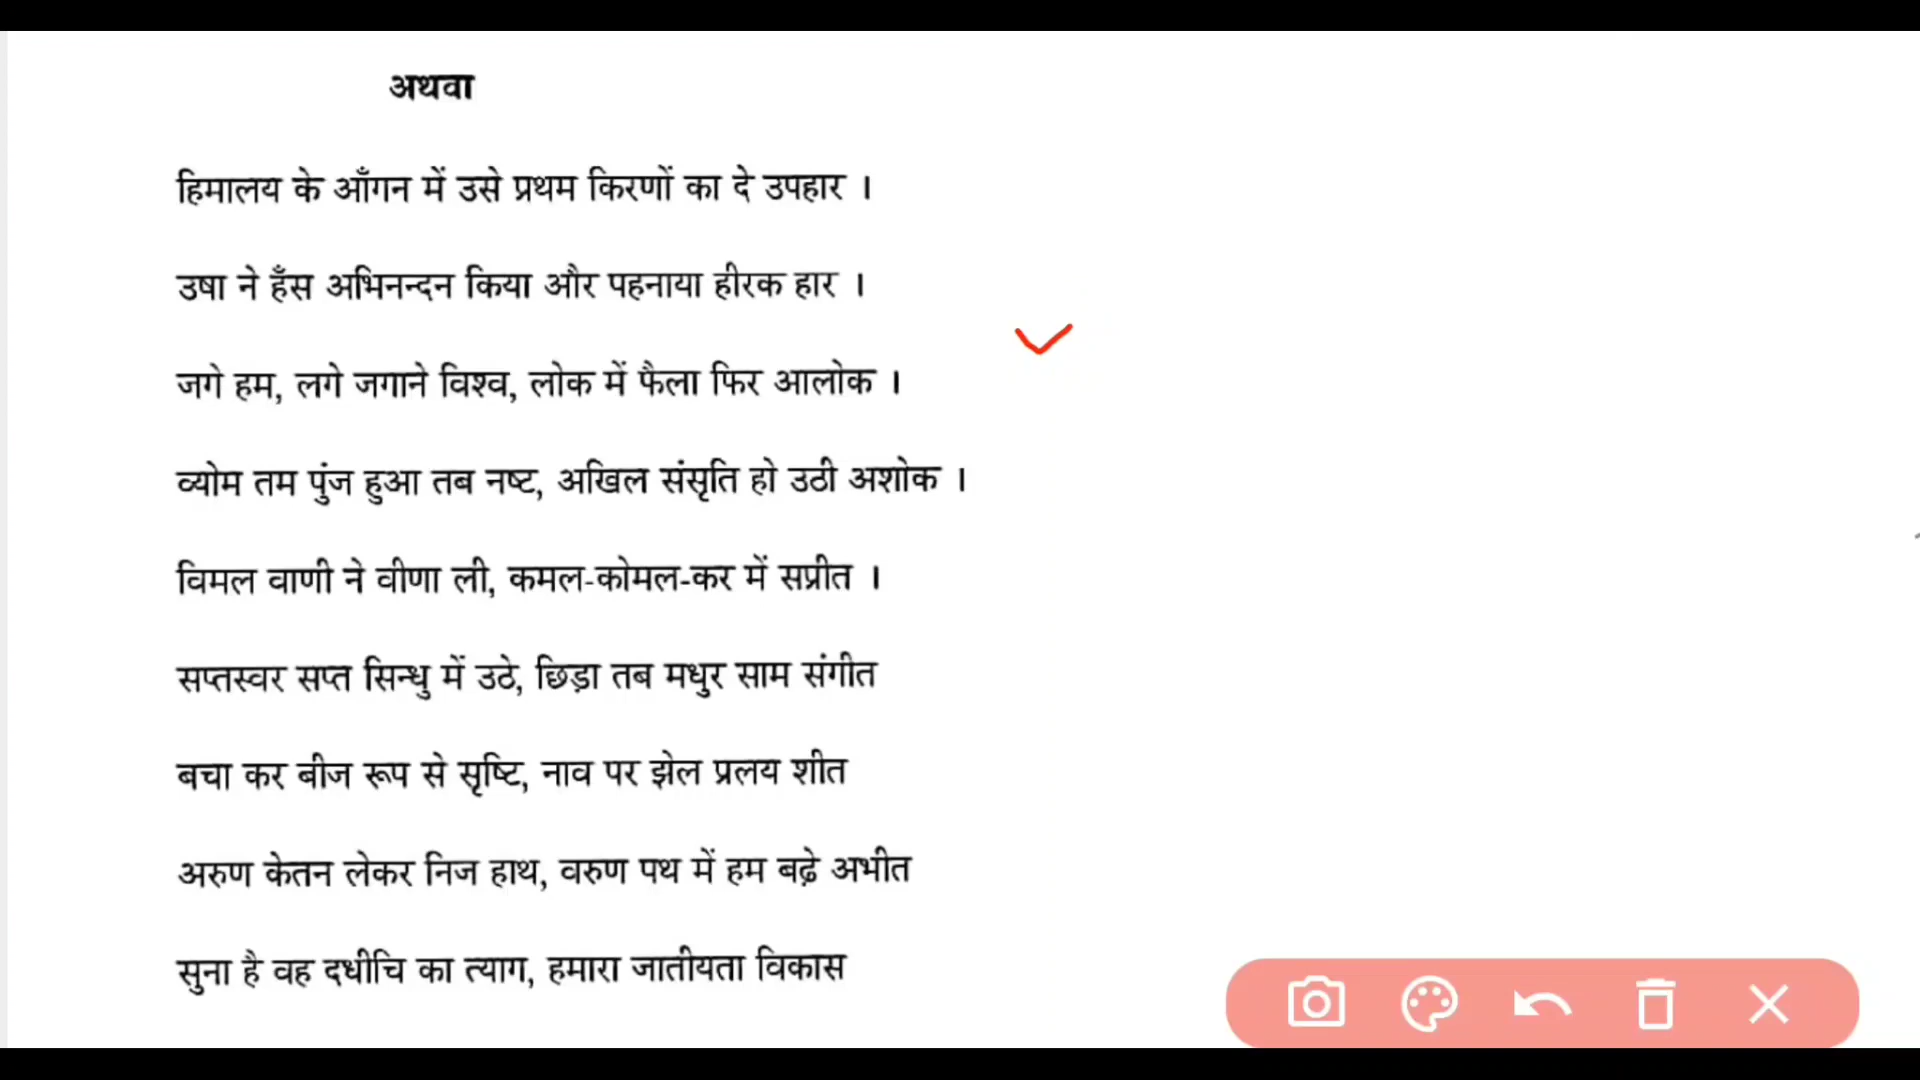 अथवा
हिमालय के आँगन में उसे प्रथम किरणों का दे उपहार ।
उषा ने हँस अभिनन्दन किया और पहनाया हीरक हार ।
जगे हम, लगे जगाने विश्व, लोक में फैला फिर आलोक ।
व्योम तम पुंज हुआ तब नष्ट, अखिल संसृति हो उठी अशोक ।
विमल वाणी ने वीणा ली, कमल-कोमल-कर में सप्रीत ।
सप्तस्वर सप्त सिन्धु में उठे, छिड़ा तब मधुर साम संगीत
बचा कर बीज रूप से सृष्टि, नाव पर झेल प्रलय शीत
अरुण केतन लेकर निज हाथ, वरुण पथ में हम बढ़े अभीत
सुना है वह दधीचि का त्याग, हमारा जातीयता विकास